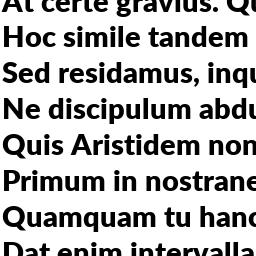 At certe gravius. Qu
Hoc simile tandem
Sed residamus, inqu
Ne discipulum abdu
Quis Aristidem non
Primum in nostrane
Quamquam tu hanc
Dat enim intervalla